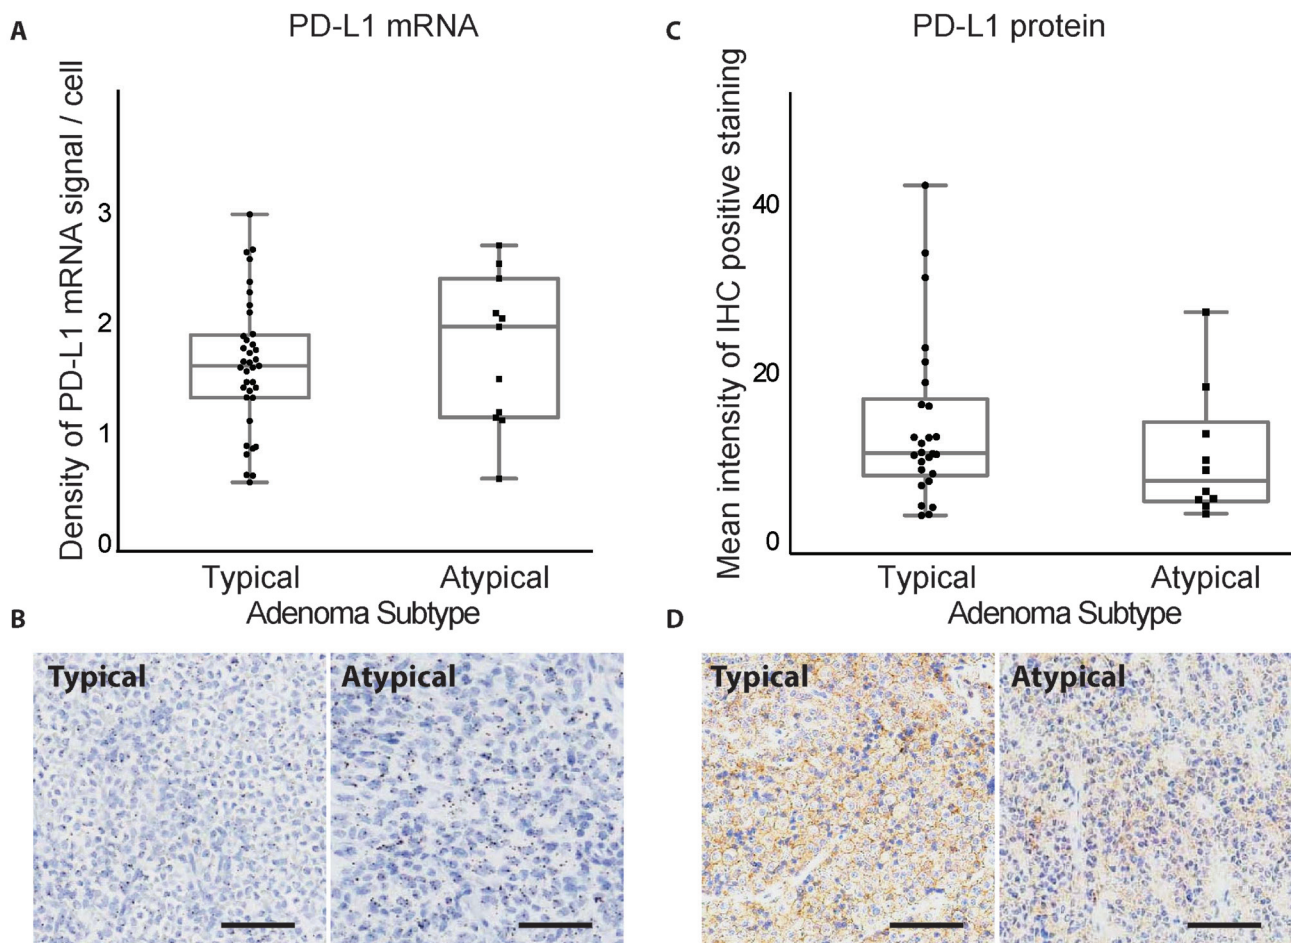 A
PD-L1 mRNA
Density of PD-L1 mRNA signal / cell
3
2
1
0
Typical
Atypical
Adenoma Subtype
C
PD-L1 protein
Mean intensity of IHC positive staining
40
20
0
Typical
Atypical
Adenoma Subtype
B
Typical
Atypical
D
Typical
Atypical